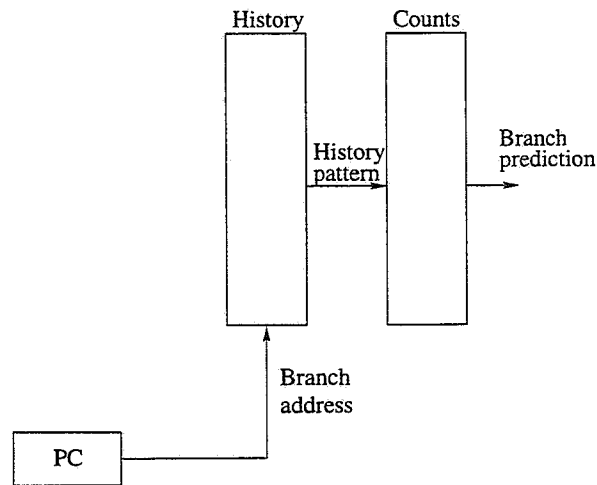 History
Counts
History
pattern
Branch
prediction
Branch
address
PC